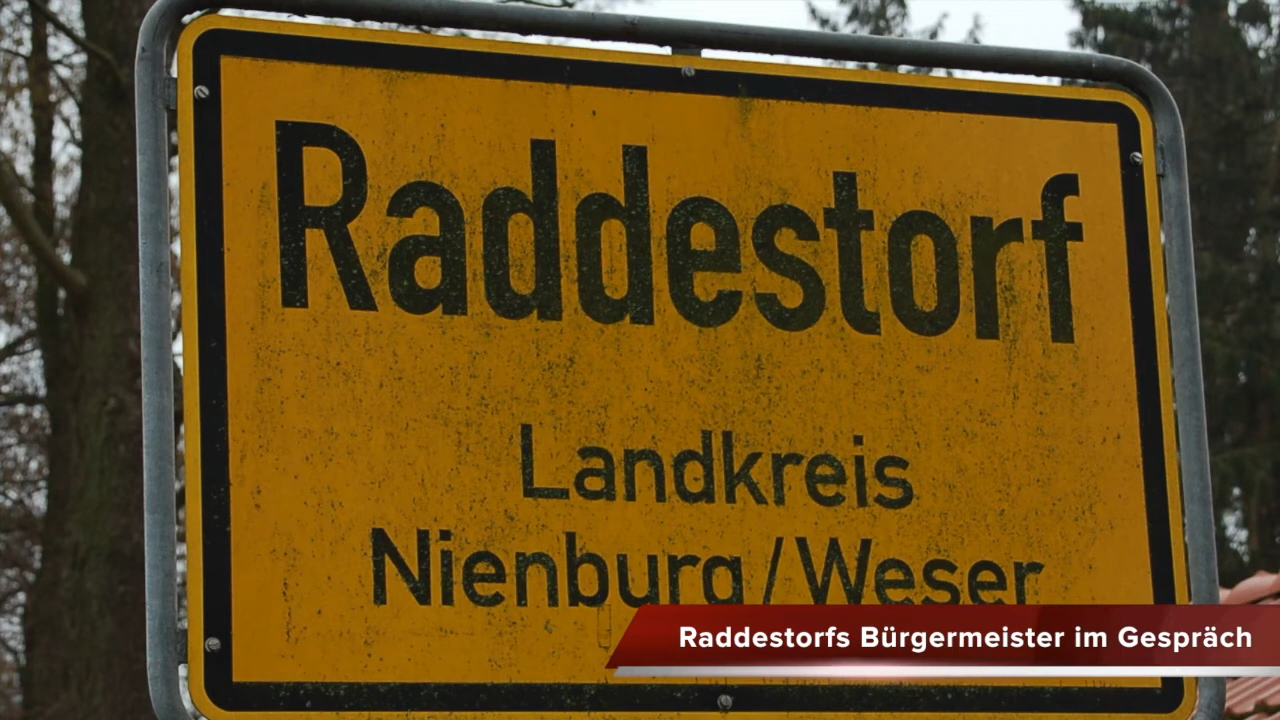 Raddestorf
Landkreis
Nienburg/Weser
Raddestorfs Bürgermeister im Gespräch